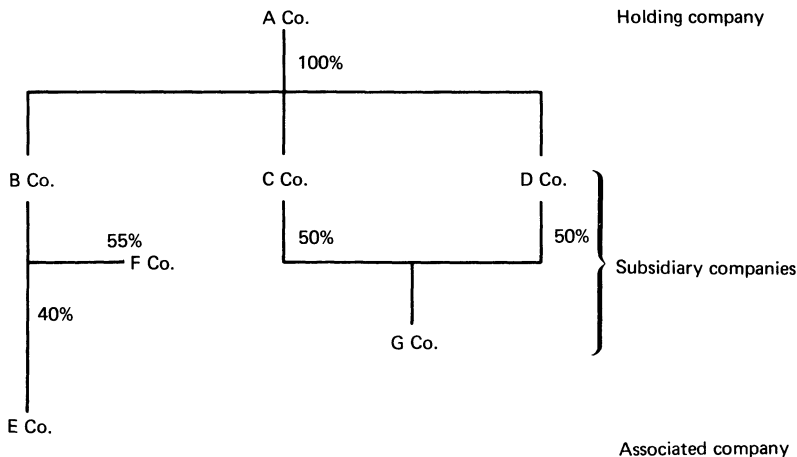 A Co.
Holding company
100%
B Co.
C Co.
D Co.
55%
50%
50%
F Co.
Subsidiary companies
40%
G Co.
E Co.
Associated company